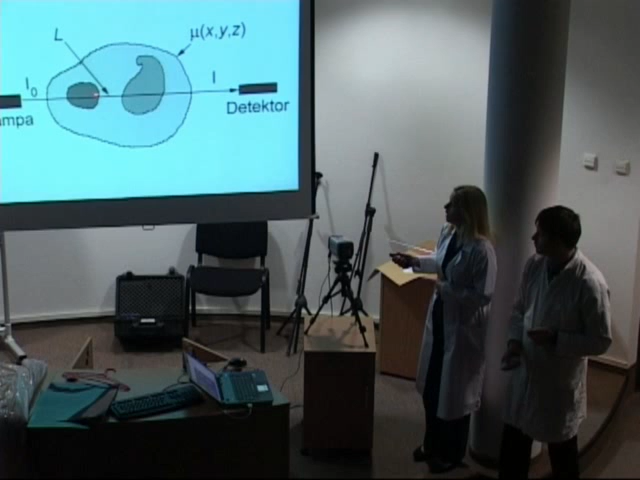 L
μ(x,y,z)
I₀
I
ampa
Detektor